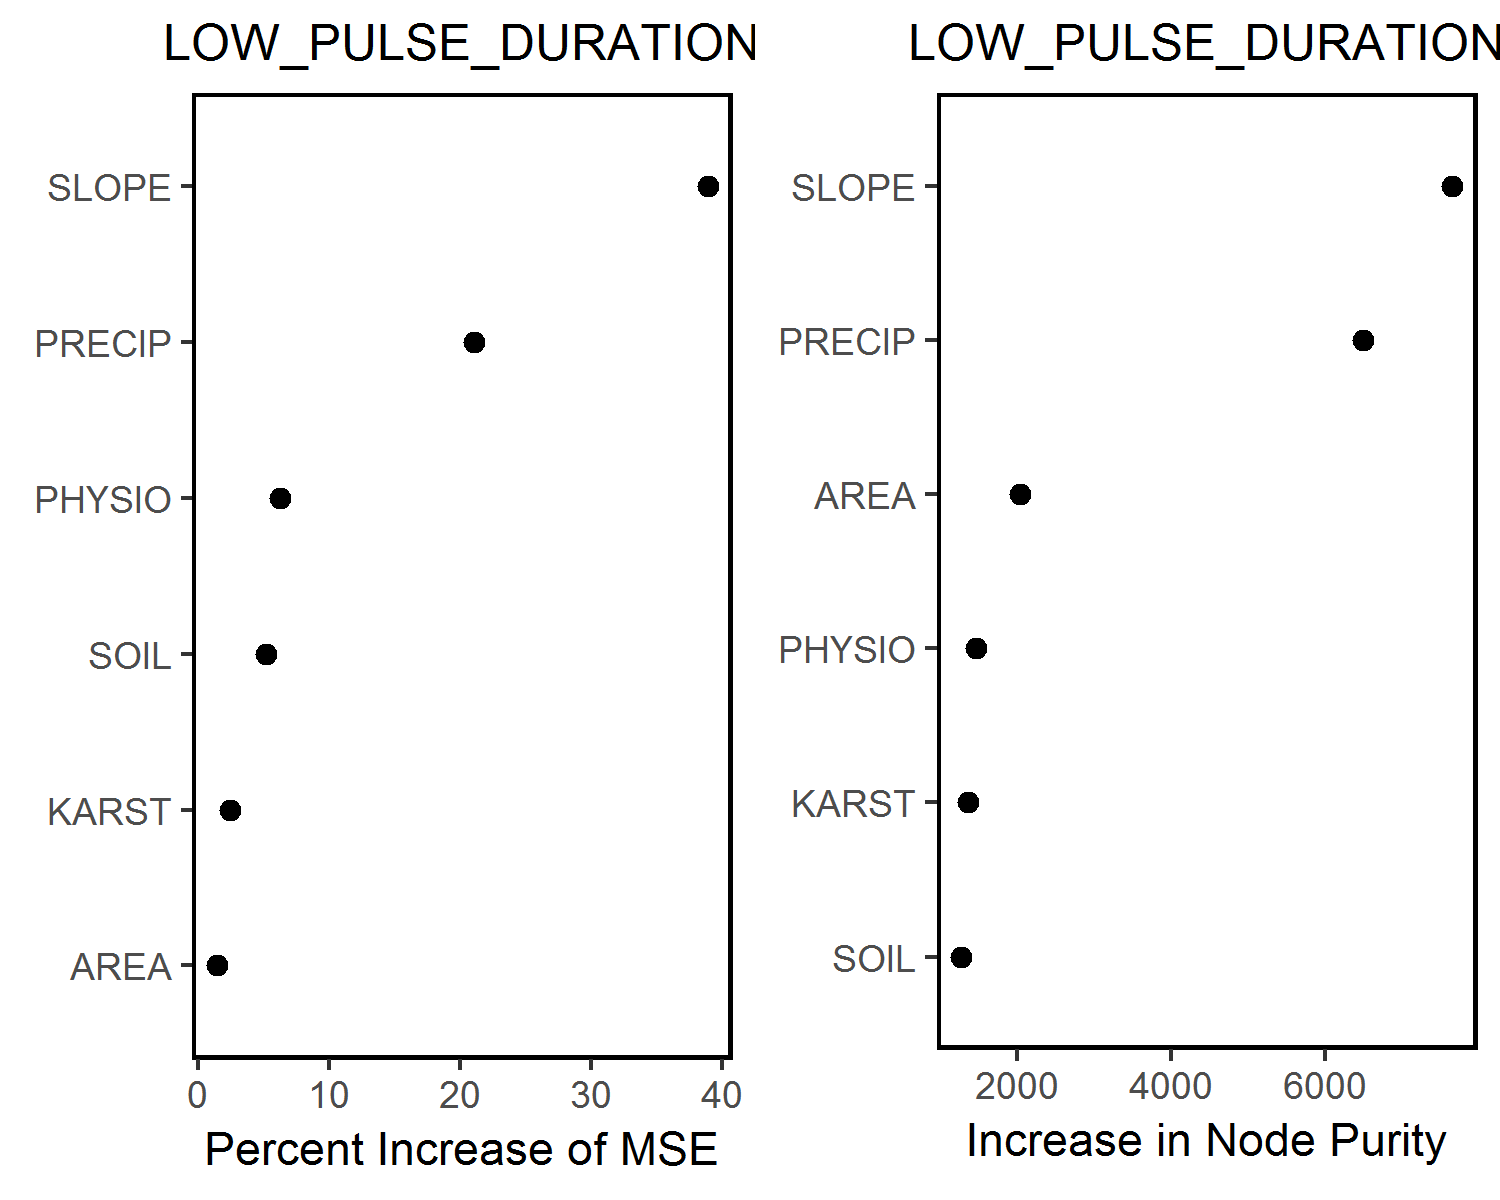 LOW_PULSE_DURATION
SLOPE
PRECIP
PHYSIO
SOIL
KARST
AREA
0 10 20 30 40
Percent Increase of MSE
LOW_PULSE_DURATION
SLOPE
PRECIP
AREA
PHYSIO
KARST
SOIL
2000 4000 6000
Increase in Node Purity